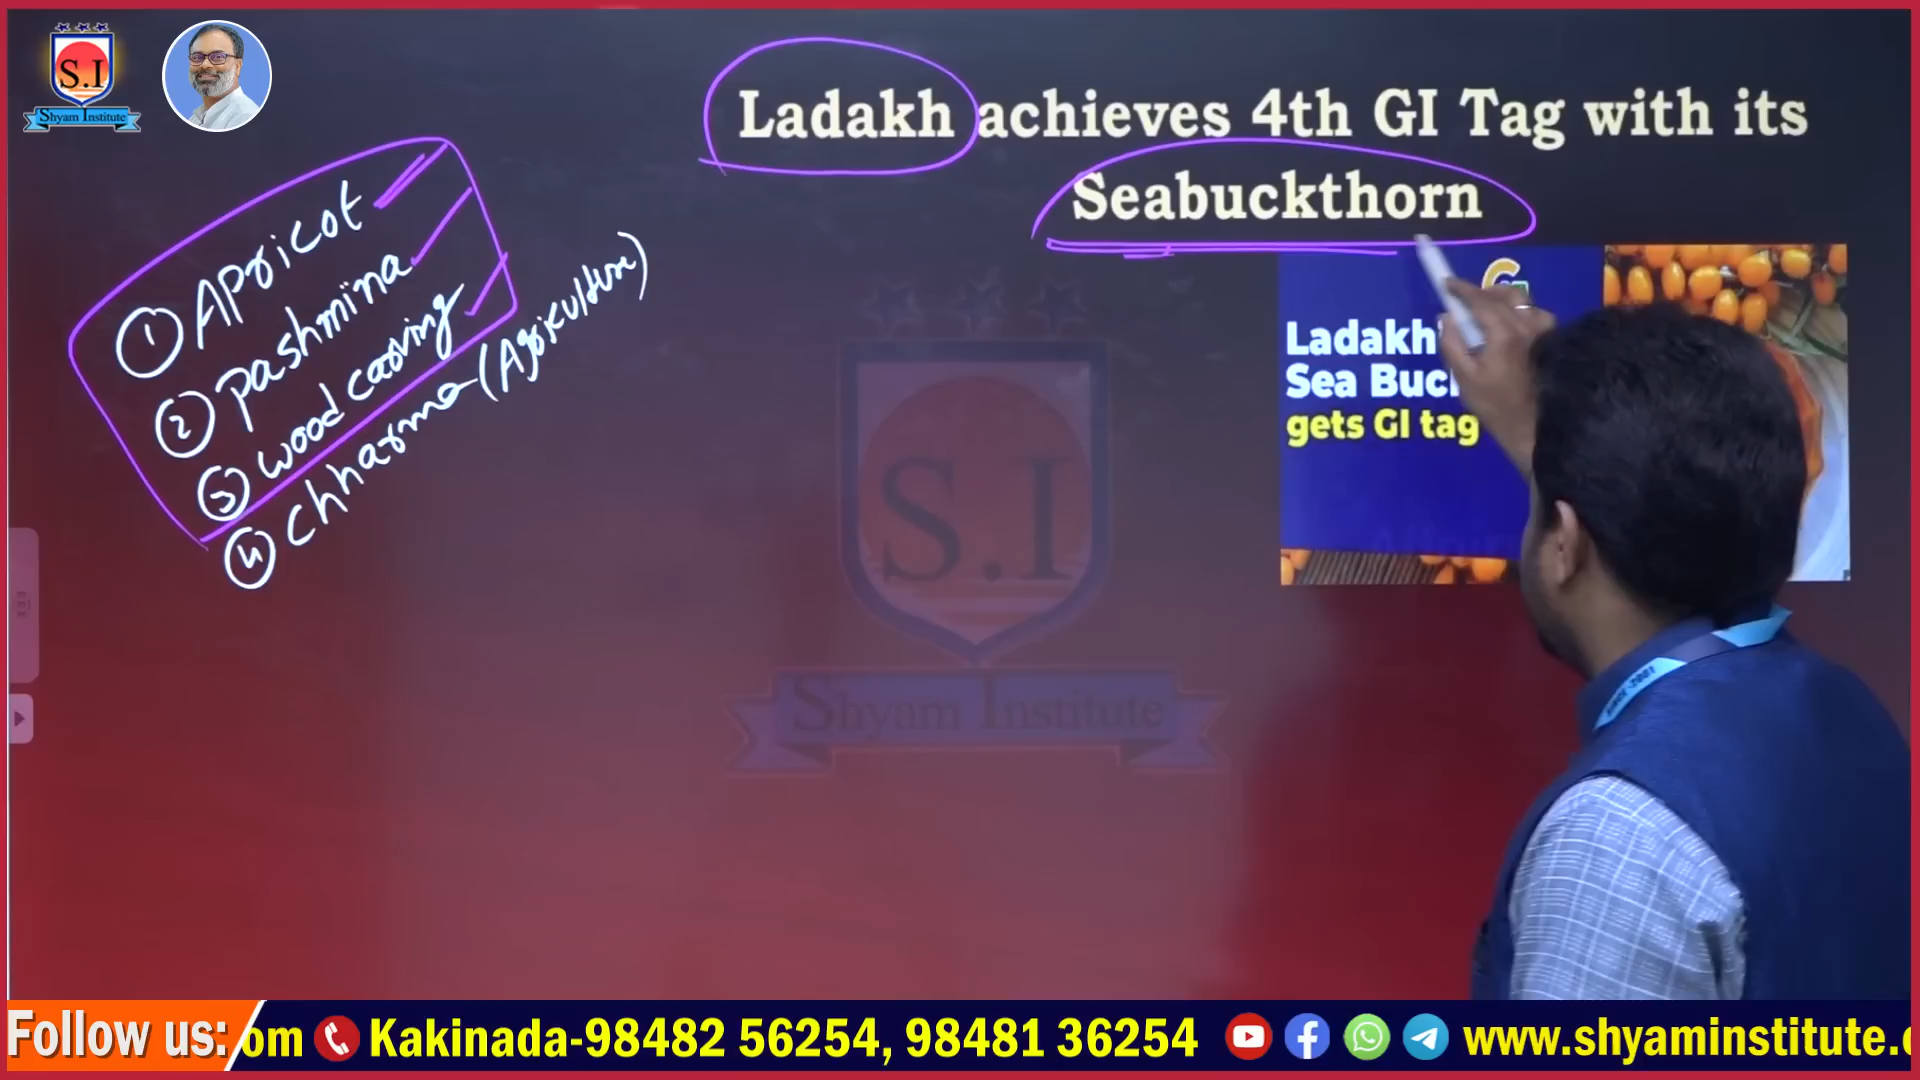 S.I
Shyam Institute
Ladakh achieves 4th GI Tag with its
Seabuckthorn
① Apricot
② pashmina
③ wood carving
④ chharma-(Agriculture)
Ladakh
Sea Buc
gets GI tag
S.I
Shyam Institute
SINCE-2001
Follow us: om Kakinada-98482 56254, 98481 36254 www.shyaminstitute.c